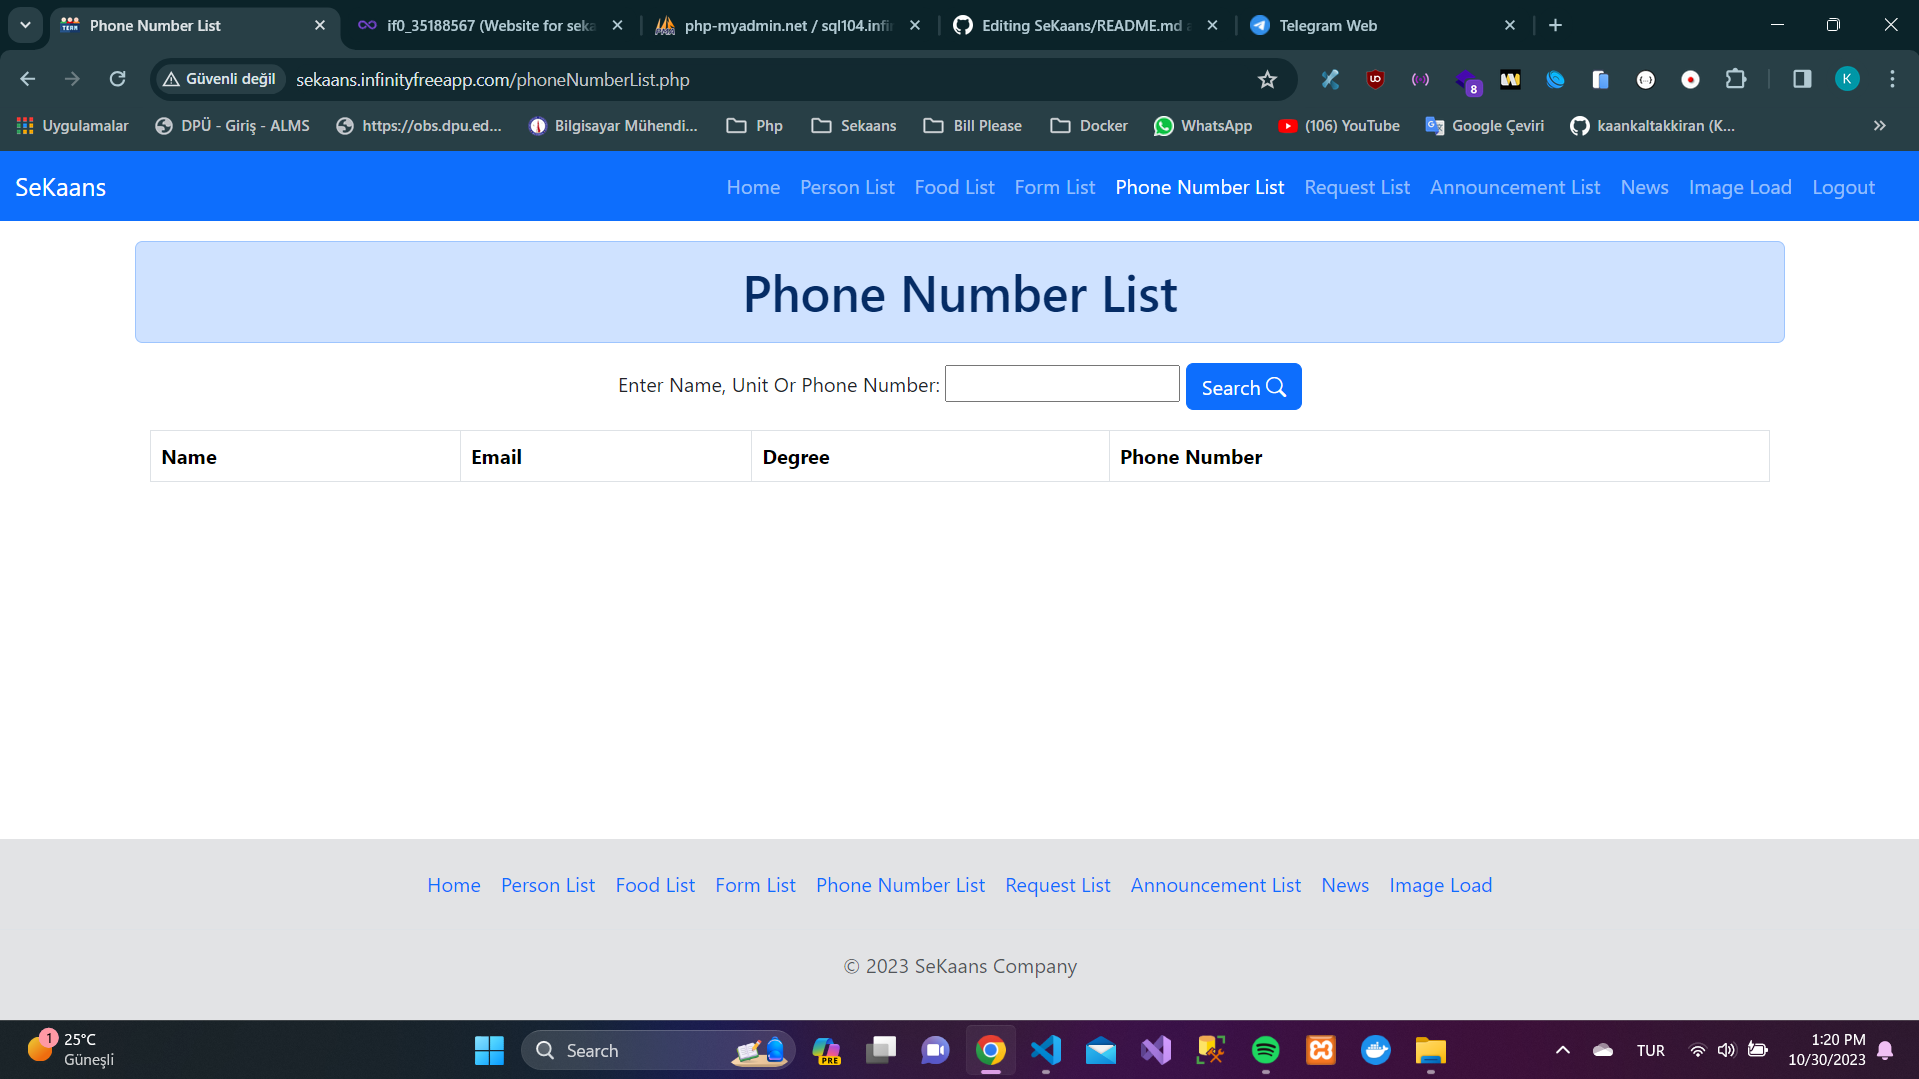 Phone Number List
if0_35188567 (Website for seka
php-myadmin.net / sql104.infi
Editing SeKaans/README.md a
Telegram Web
Güvenli değil
sekaans.infinityfreeapp.com/phoneNumberList.php
8
K
Uygulamalar
DPÜ - Giriş - ALMS
https://obs.dpu.ed...
Bilgisayar Mühendi...
Php
Sekaans
Bill Please
Docker
WhatsApp
(106) YouTube
Google Çeviri
kaankaltakkiran (K...
SeKaans
Home Person List Food List Form List Phone Number List Request List Announcement List News Image Load Logout
Phone Number List
Enter Name, Unit Or Phone Number:
Search
Name Email Degree Phone Number
Home Person List Food List Form List Phone Number List Request List Announcement List News Image Load
© 2023 SeKaans Company
1
25°C
Güneşli
Search
PRE
TUR
1:20 PM
10/30/2023